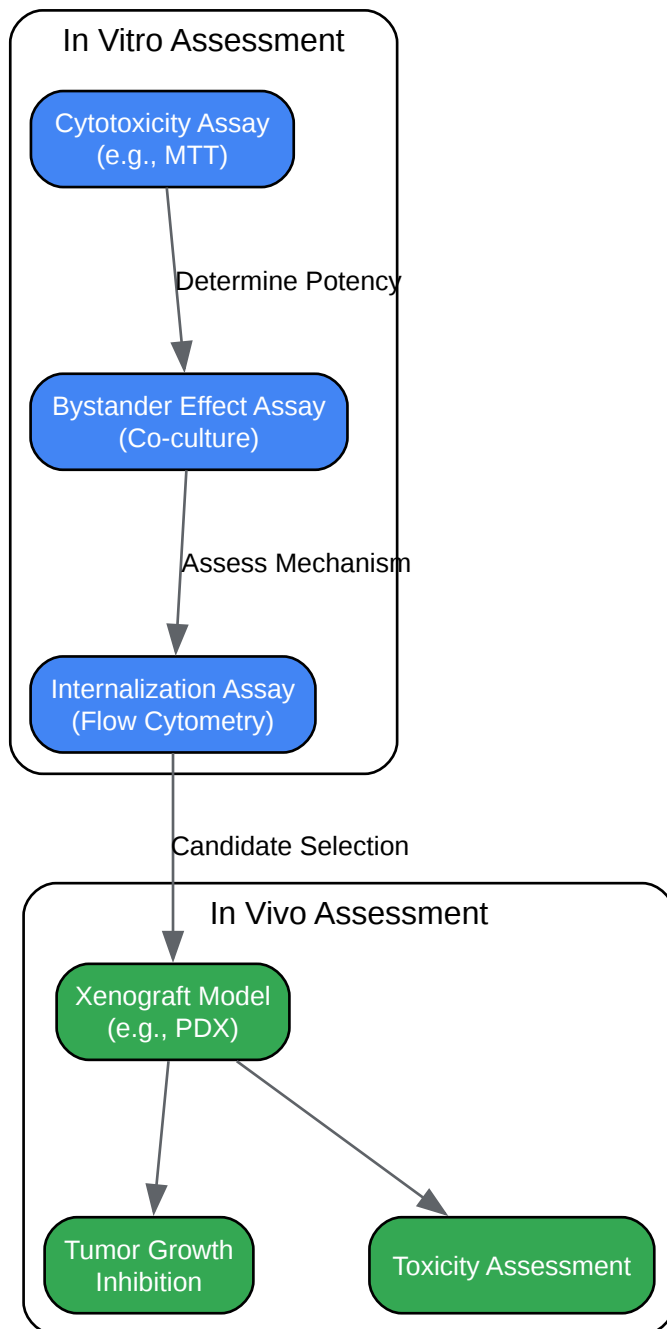 In Vitro Assessment
Cytotoxicity Assay
(e.g., MTT)
Determine Potency
Bystander Effect Assay
(Co-culture)
Assess Mechanism
Internalization Assay
(Flow Cytometry)
Candidate Selection
In Vivo Assessment
Xenograft Model
(e.g., PDX)
Tumor Growth
Inhibition
Toxicity Assessment